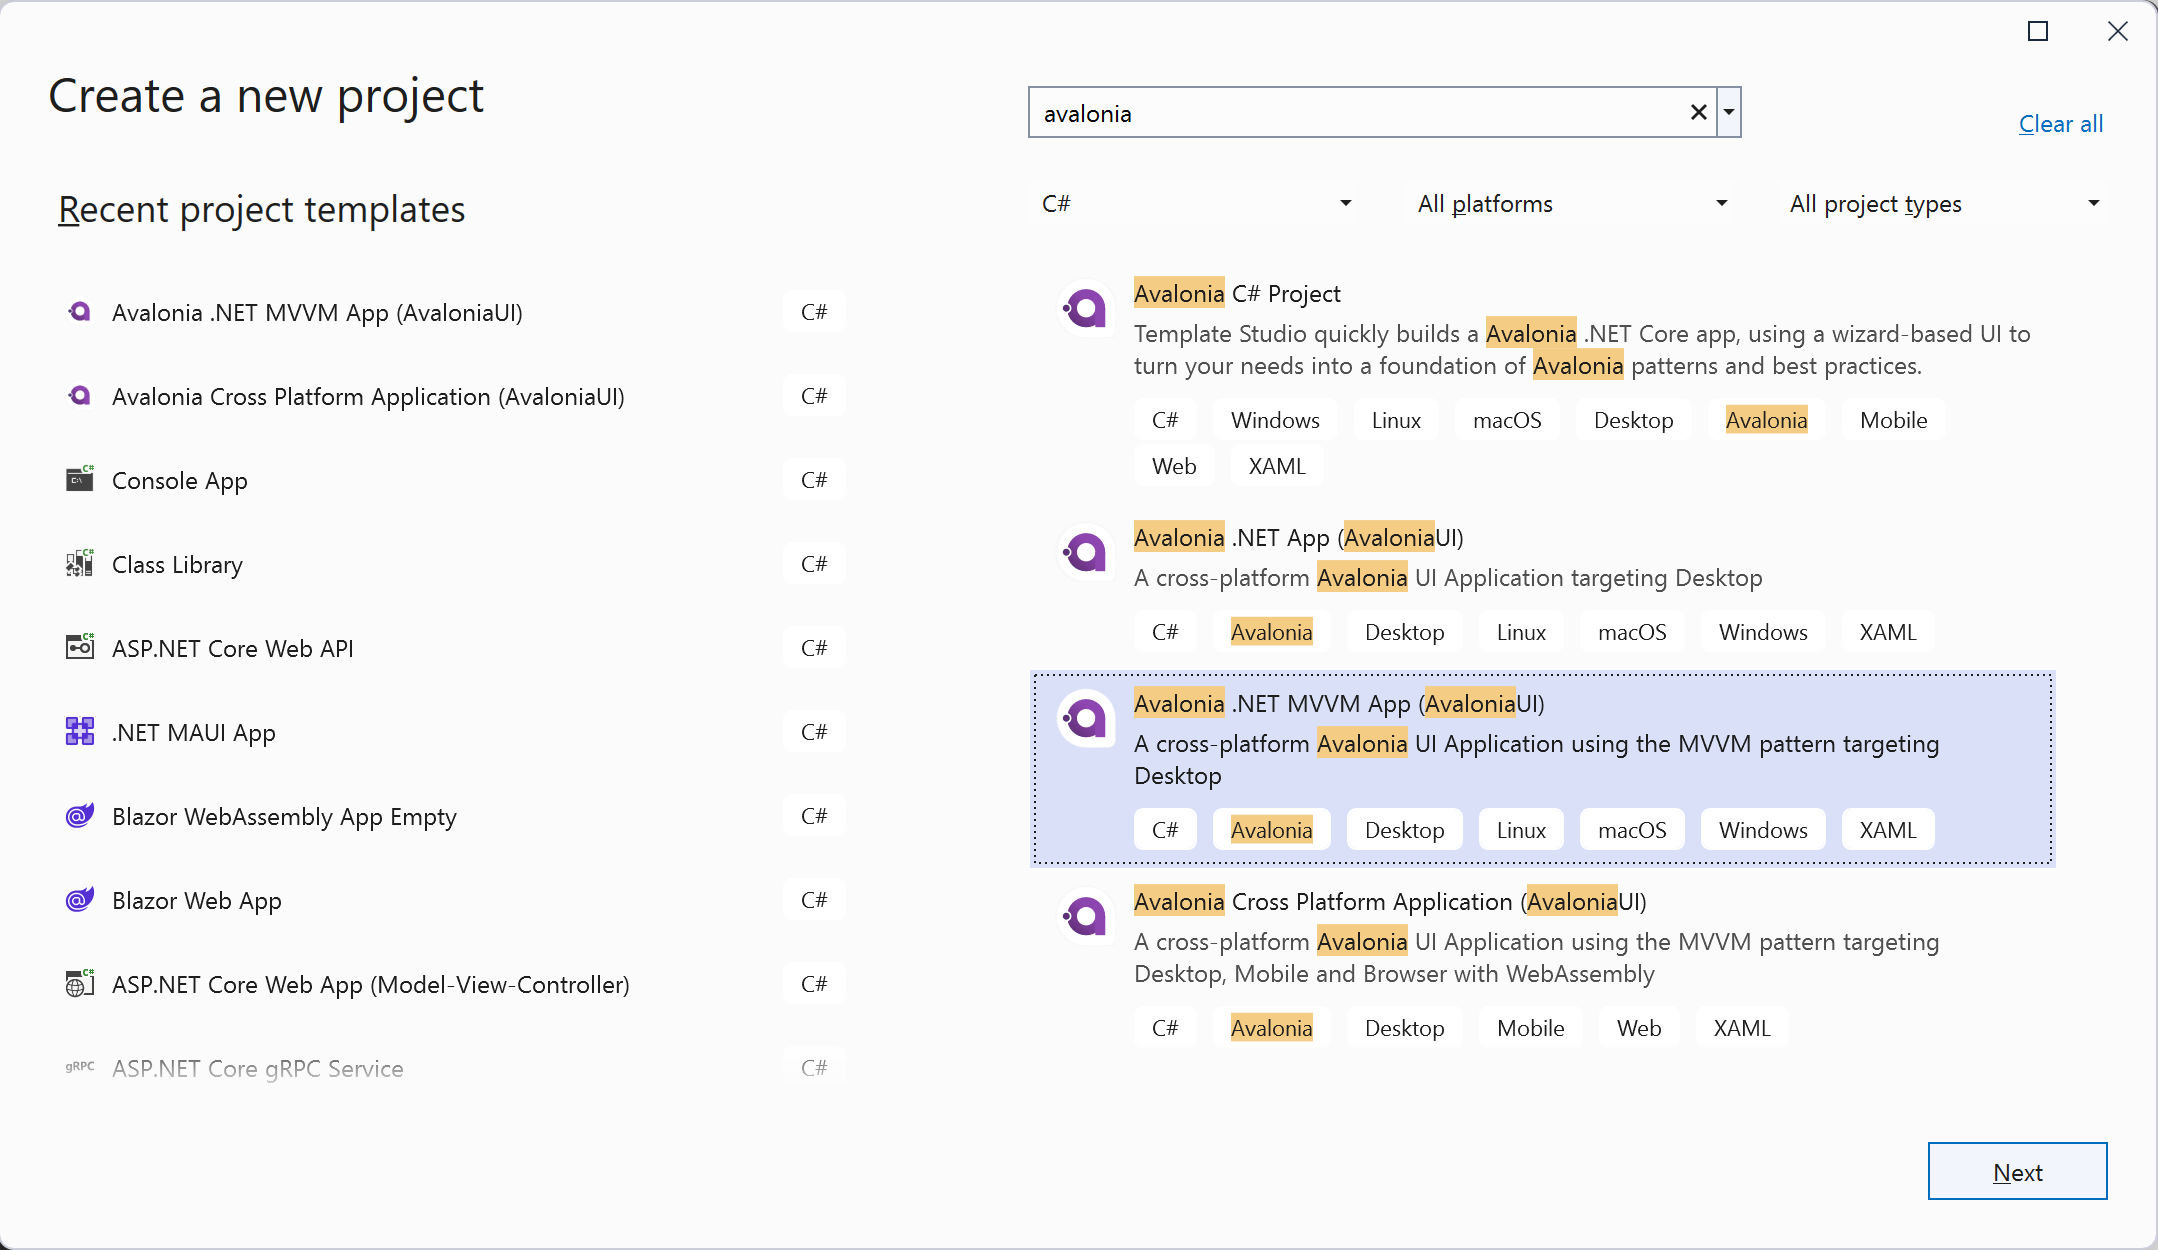 Create a new project
avalonia
Clear all
Recent project templates
C#
All platforms
All project types
Avalonia .NET MVVM App (AvaloniaUI)
C#
Avalonia Cross Platform Application (AvaloniaUI)
C#
Console App
C#
Class Library
C#
ASP.NET Core Web API
C#
.NET MAUI App
C#
Blazor WebAssembly App Empty
C#
Blazor Web App
C#
ASP.NET Core Web App (Model-View-Controller)
C#
gRPC ASP.NET Core gRPC Service
C#
Avalonia C# Project
Template Studio quickly builds a Avalonia .NET Core app, using a wizard-based UI to
turn your needs into a foundation of Avalonia patterns and best practices.
C# Windows Linux macOS Desktop Avalonia Mobile
Web XAML
Avalonia .NET App (AvaloniaUI)
A cross-platform Avalonia UI Application targeting Desktop
C# Avalonia Desktop Linux macOS Windows XAML
Avalonia .NET MVVM App (AvaloniaUI)
A cross-platform Avalonia UI Application using the MVVM pattern targeting
Desktop
C# Avalonia Desktop Linux macOS Windows XAML
Avalonia Cross Platform Application (AvaloniaUI)
A cross-platform Avalonia UI Application using the MVVM pattern targeting
Desktop, Mobile and Browser with WebAssembly
C# Avalonia Desktop Mobile Web XAML
Next